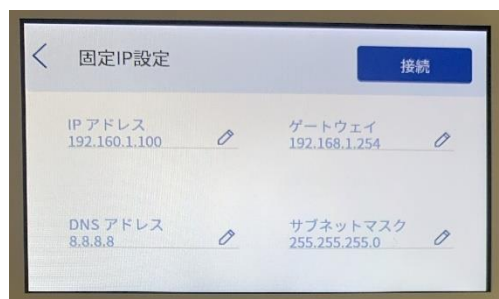 固定IP設定
接続
IP アドレス
192.160.1.100
ゲートウェイ
192.168.1.254
DNS アドレス
8.8.8.8
サブネットマスク
255.255.255.0